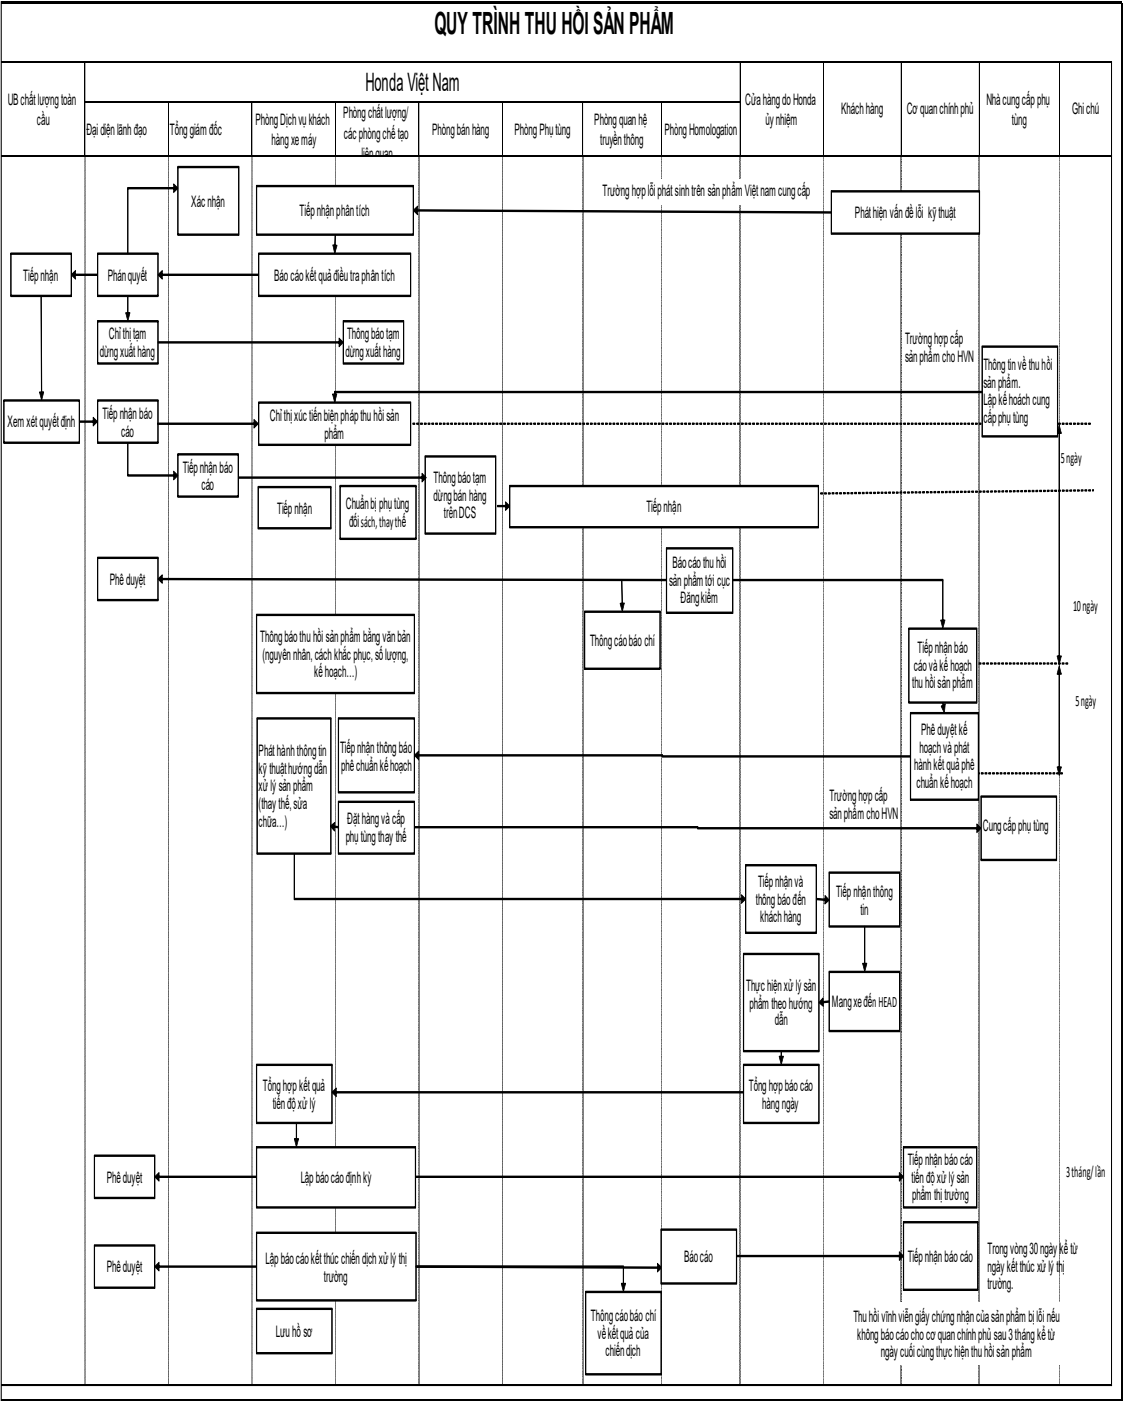 QUY TRÌNH THU HỒI SẢN PHẨM
UB chất lượng toàn
cầu
Honda Việt Nam
Đại diện lãnh đạo
Tổng giám đốc
Phòng Dịch vụ khách
hàng xe máy
Phòng chất lượng/
các phòng chế tạo
liên quan
Phòng bán hàng
Phòng Phụ tùng
Phòng quan hệ
truyền thông
Phòng Homologation
Cửa hàng do Honda
ủy nhiệm
Khách hàng
Cơ quan chính phủ
Nhà cung cấp phụ
tùng
Ghi chú
Xác nhận
Tiếp nhận phân tích
Trường hợp lỗi phát sinh trên sản phẩm Việt nam cung cấp
Phát hiện vấn đề lỗi kỹ thuật
Tiếp nhận
Phán quyết
Báo cáo kết quả điều tra phân tích
Chỉ thị tạm
dừng xuất hàng
Thông báo tạm
dừng xuất hàng
Trường hợp cấp
sản phẩm cho HVN
Thông tin về thu hồi
sản phẩm.
Lập kế hoách cung
cấp phụ tùng
Xem xét quyết định
Tiếp nhận báo
cáo
Chỉ thị xúc tiến biện pháp thu hồi sản
phẩm
5 ngày
Tiếp nhận báo
cáo
Thông báo tạm
dừng bán hàng
trên DCS
Tiếp nhận
Chuẩn bị phụ tùng
đối sách, thay thế
Tiếp nhận
Phê duyệt
Báo cáo thu hồi
sản phẩm tới cục
Đăng kiểm
10 ngày
Thông báo thu hồi sản phẩm bằng văn bản
(nguyên nhân, cách khắc phục, số lượng,
kế hoạch...)
Thông cáo báo chí
Tiếp nhận báo
cáo và kế hoạch
thu hồi sản phẩm
5 ngày
Phát hành thông tin
kỹ thuật hướng dẫn
xử lý sản phẩm
(thay thế, sửa
chữa...)
Tiếp nhận thông báo
phê chuẩn kế hoạch
Phê duyệt kế
hoạch và phát
hành kết quả phê
chuẩn kế hoạch
Đặt hàng và cấp
phụ tùng thay thế
Trường hợp cấp
sản phẩm cho HVN
Cung cấp phụ tùng
Tiếp nhận và
thông báo đến
khách hàng
Tiếp nhận thông
tin
Thực hiện xử lý sản
phẩm theo hướng
dẫn
Mang xe đến HEAD
Tổng hợp kết quả
tiến độ xử lý
Tổng hợp báo cáo
hàng ngày
Phê duyệt
Lập báo cáo định kỳ
Tiếp nhận báo cáo
tiến độ xử lý sản
phẩm thị trường
3 tháng/ lần
Phê duyệt
Lập báo cáo kết thúc chiến dịch xử lý thị
trường
Báo cáo
Tiếp nhận báo cáo
Trong vòng 30 ngày kể từ
ngày kết thúc xử lý thị
trường.
Lưu hồ sơ
Thông cáo báo chí
về kết quả của
chiến dịch
Thu hồi vĩnh viễn giấy chứng nhận của sản phẩm bị lỗi nếu
không báo cáo cho cơ quan chính phủ sau 3 tháng kể từ
ngày cuối cùng thực hiện thu hồi sản phẩm